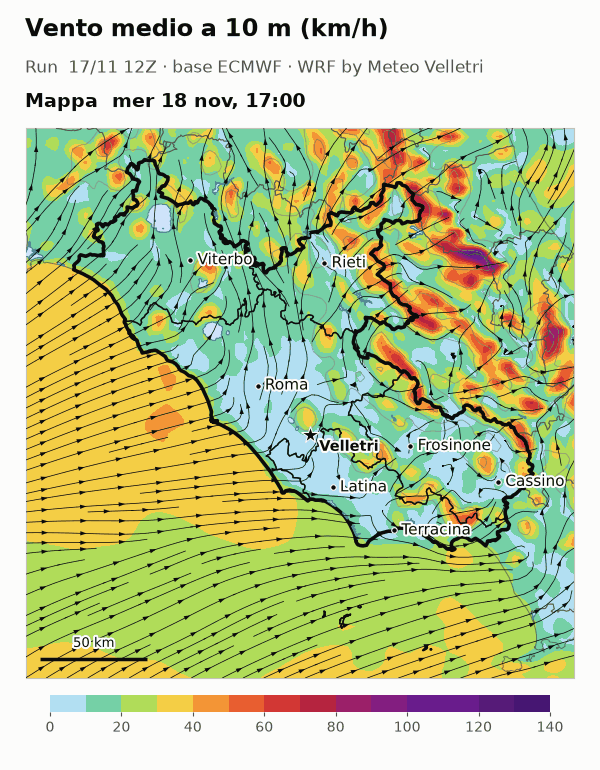 Vento medio a 10 m (km/h)
Run 17/11 12Z · base ECMWF · WRF by Meteo Velletri
Mappa mer 18 nov, 17:00
Viterbo
Rieti
Roma
Velletri
Frosinone
Latina
Cassino
Terracina
50 km
0 20 40 60 80 100 120 140